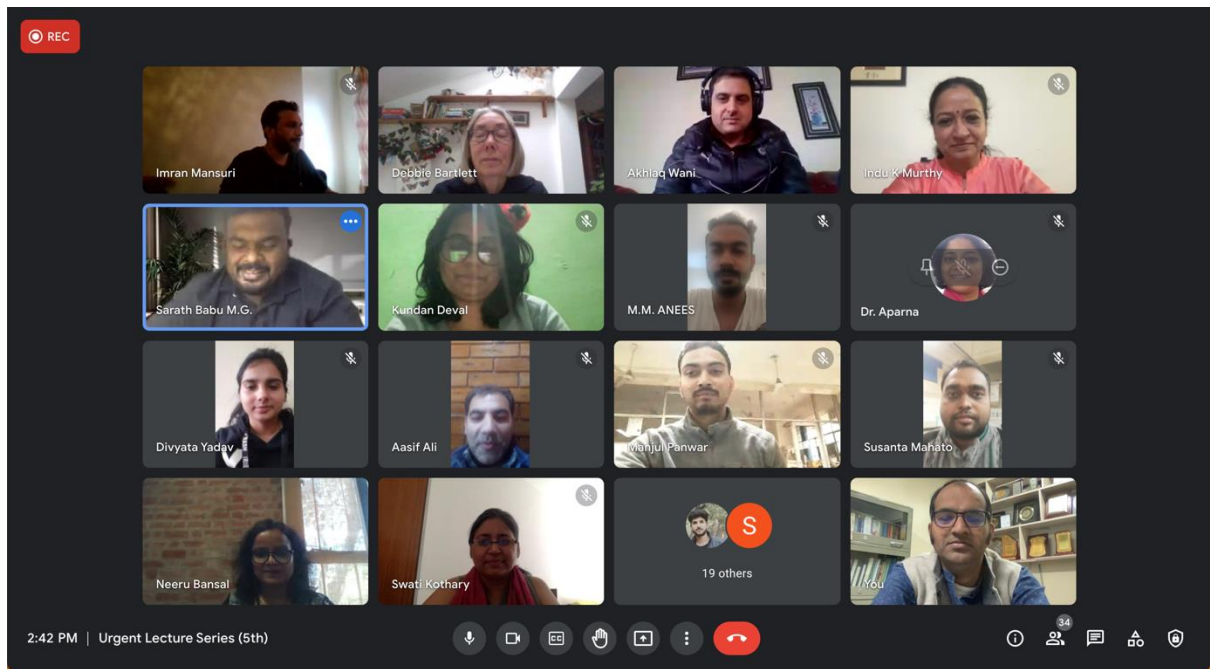 REC
Imran Mansuri
Debbie Bartlett
Akhlaq Wani
Indu K Murthy
Sarath Babu M.G.
Kundan Deval
M.M. ANEES
Dr. Aparna
Divyata Yadav
Aasif Ali
Manjul Panwar
Susanta Mahato
Neeru Bansal
Swati Kothary
S
19 others
You
2:42 PM | Urgent Lecture Series (5th)
CC
34